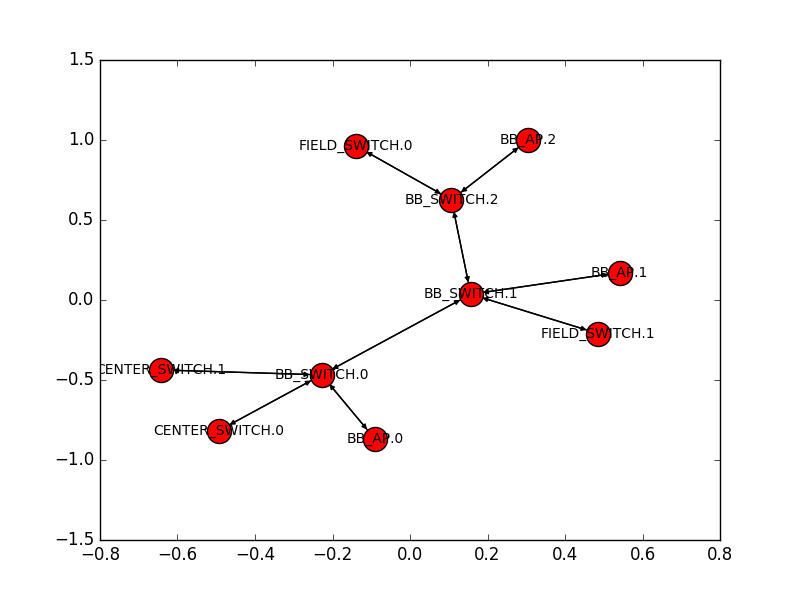 1.5
1.0
0.5
0.0
−0.5
−1.0
−1.5
FIELD_SWITCH.0
BB_AP.2
BB_SWITCH.2
BB_AP.1
BB_SWITCH.1
FIELD_SWITCH.1
CENTER_SWITCH.1
BB_SWITCH.0
CENTER_SWITCH.0
BB_AP.0
−0.8 −0.6 −0.4 −0.2 0.0 0.2 0.4 0.6 0.8